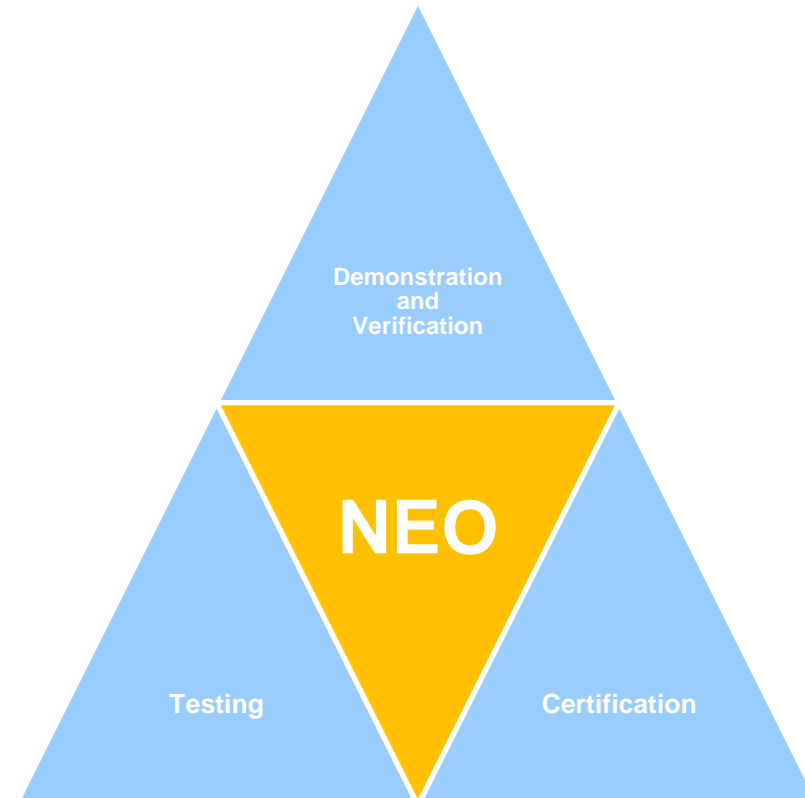 Demonstration
and
Verification
NEO
Testing
Certification